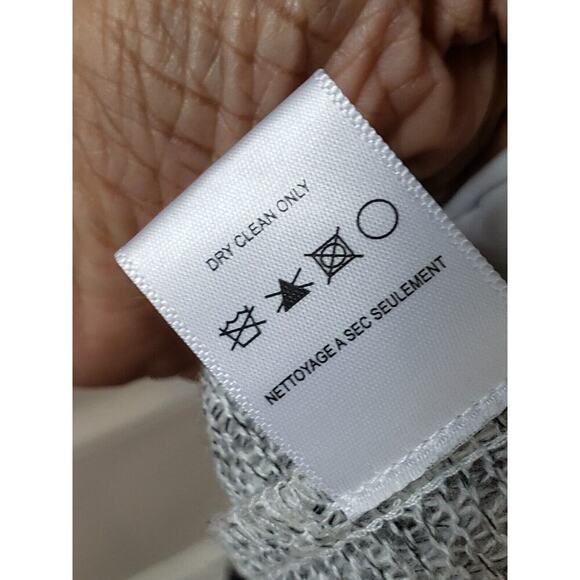 DRY CLEAN ONLY
NETTOYAGE A SEC SEULEMENT